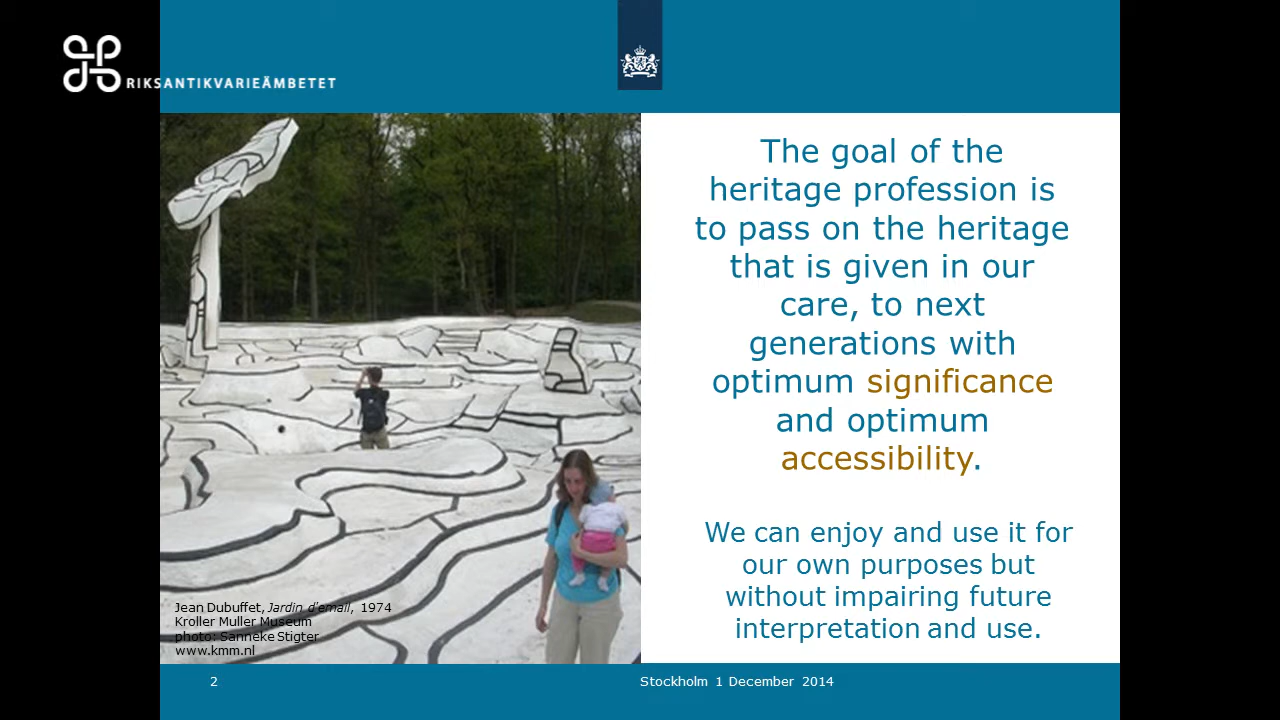 RIKSANTIKVARIEÄMBETET
The goal of the
heritage profession is
to pass on the heritage
that is given in our
care, to next
generations with
optimum significance
and optimum
accessibility.
We can enjoy and use it for
our own purposes but
without impairing future
interpretation and use.
Jean Dubuffet, Jardin d'email, 1974
Kroller Muller Museum
photo: Sanneke Stigter
www.kmm.nl
2
Stockholm 1 December 2014